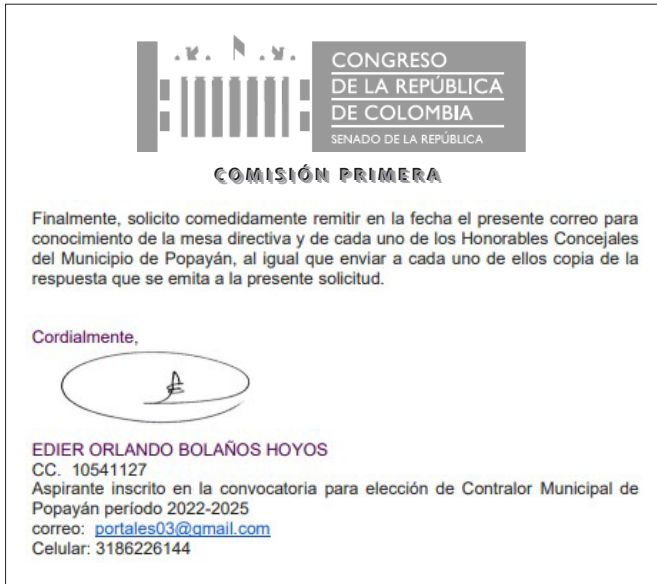 CONGRESO
DE LA REPÚBLICA
DE COLOMBIA
SENADO DE LA REPÚBLICA
COMISIÓN PRIMERA
Finalmente, solicito comedidamente remitir en la fecha el presente correo para
conocimiento de la mesa directiva y de cada uno de los Honorables Concejales
del Municipio de Popayán, al igual que enviar a cada uno de ellos copia de la
respuesta que se emita a la presente solicitud.
Cordialmente,
EDIER ORLANDO BOLAÑOS HOYOS
CC. 10541127
Aspirante inscrito en la convocatoria para elección de Contralor Municipal de
Popayán período 2022-2025
correo: portales03@gmail.com
Celular: 3186226144